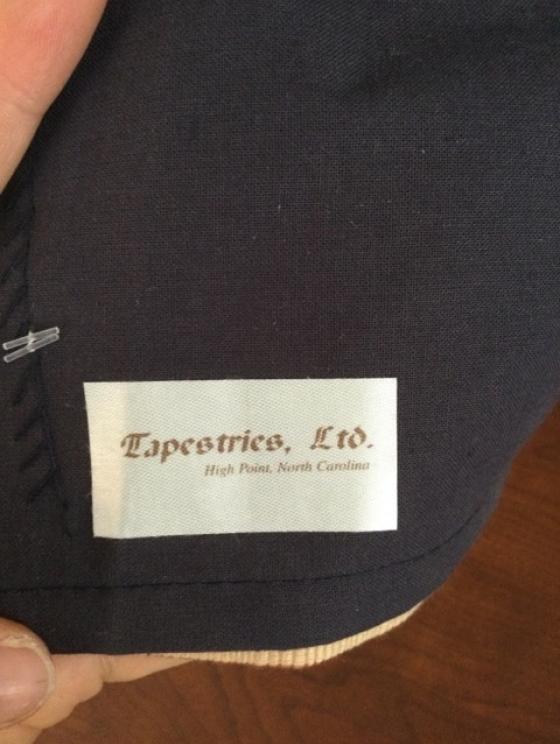 Tapestries, Ltd.
High Point, North Carolina